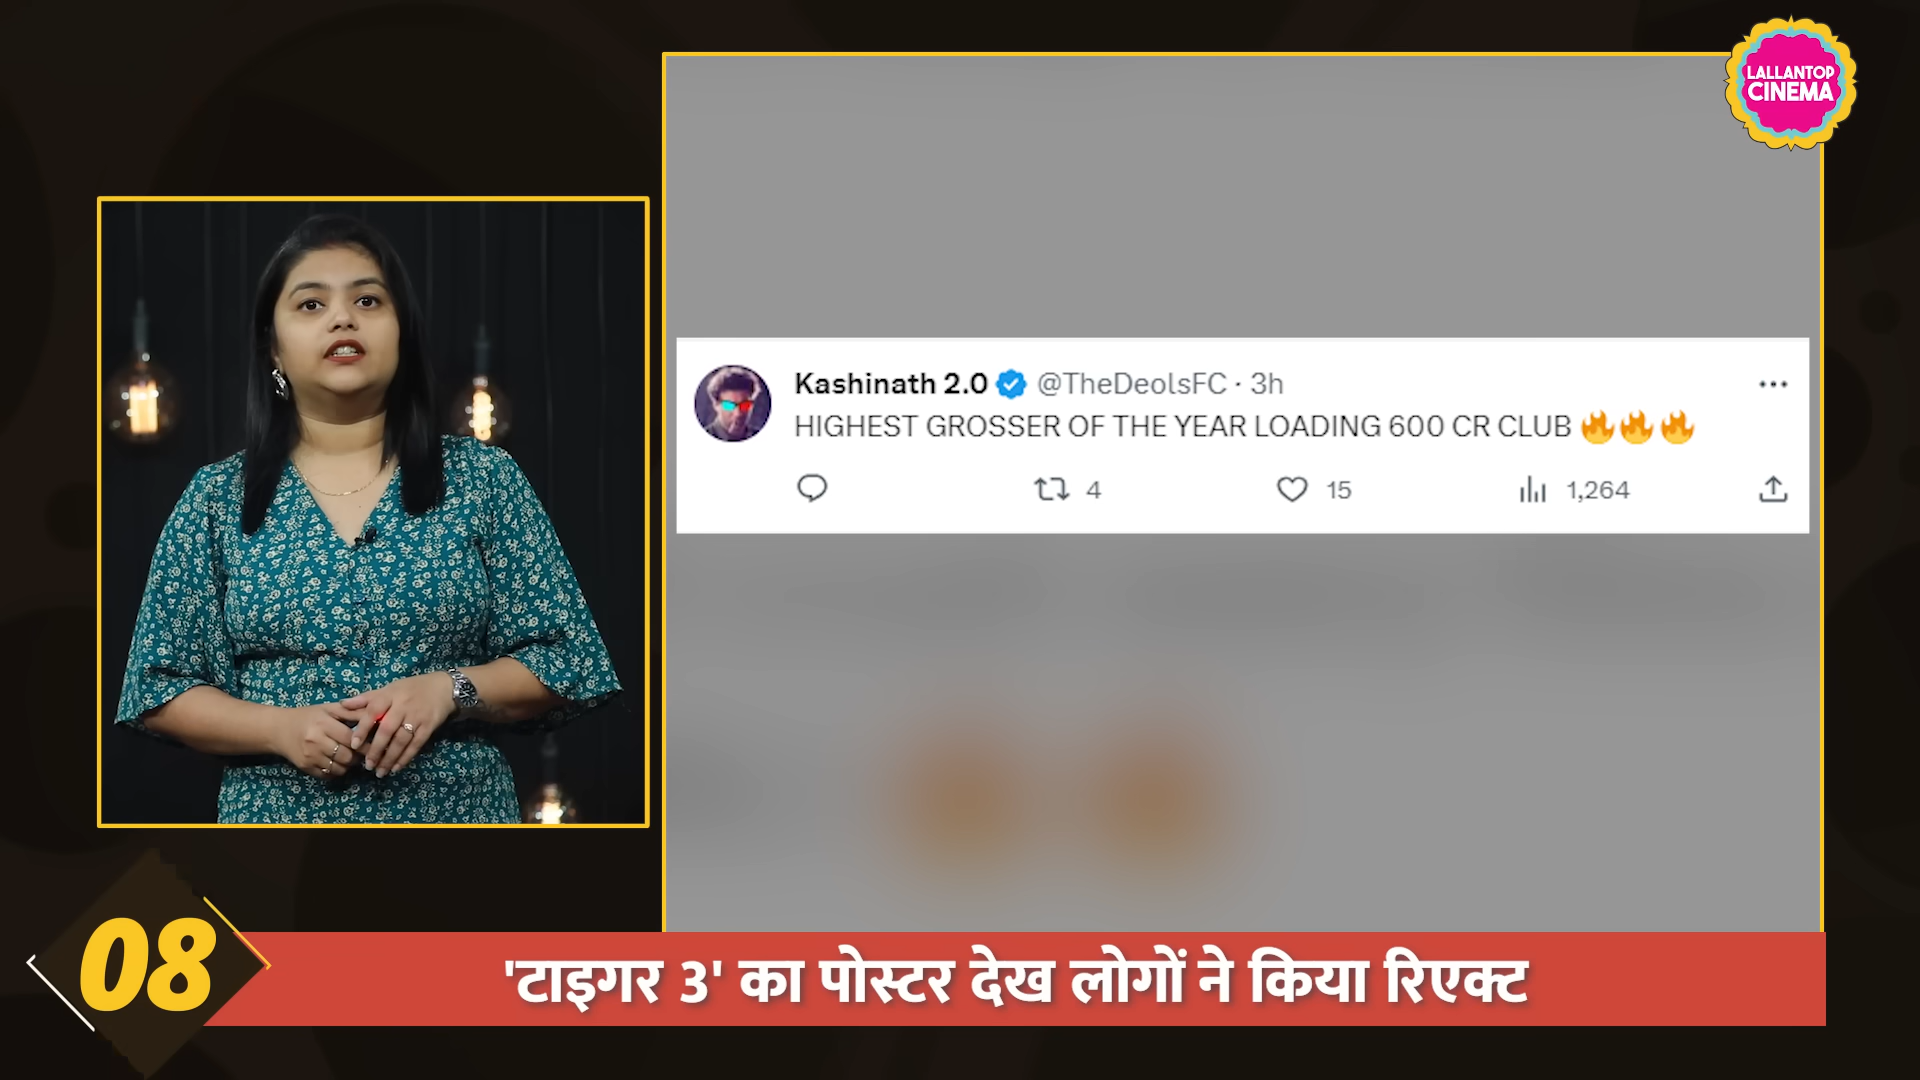 LALLANTOP
CINEMA
Kashinath 2.0 @TheDeolsFC · 3h
HIGHEST GROSSER OF THE YEAR LOADING 600 CR CLUB 🔥🔥🔥
4 15 1,264
08
'टाइगर 3' का पोस्टर देख लोगों ने किया रिएक्ट